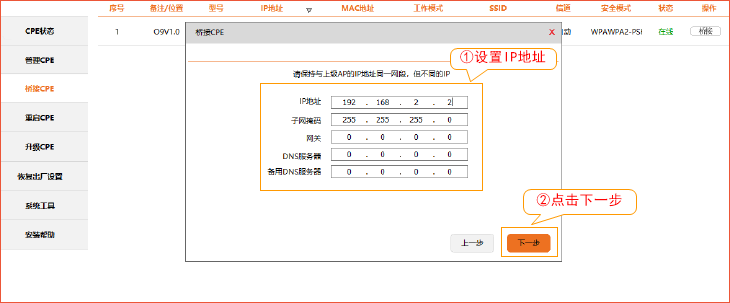 序号 备注/位置 型号 IP地址 MAC地址 工作模式 SSID 信道 安全模式 状态 操作
1 O9V1.0 动 WPAWPA2-PSK 在线 桥接
CPE状态
管理CPE
桥接CPE
重启CPE
升级CPE
恢复出厂设置
系统工具
安装帮助
桥接CPE X
①设置IP地址
请保持与上级AP的IP地址同一网段，但不同的IP
IP地址 192 . 168 . 2 . 2
子网掩码 255 . 255 . 255 . 0
网关 0 . 0 . 0 . 0
DNS服务器 0 . 0 . 0 . 0
备用DNS服务器 0 . 0 . 0 . 0
②点击下一步
上一步 下一步